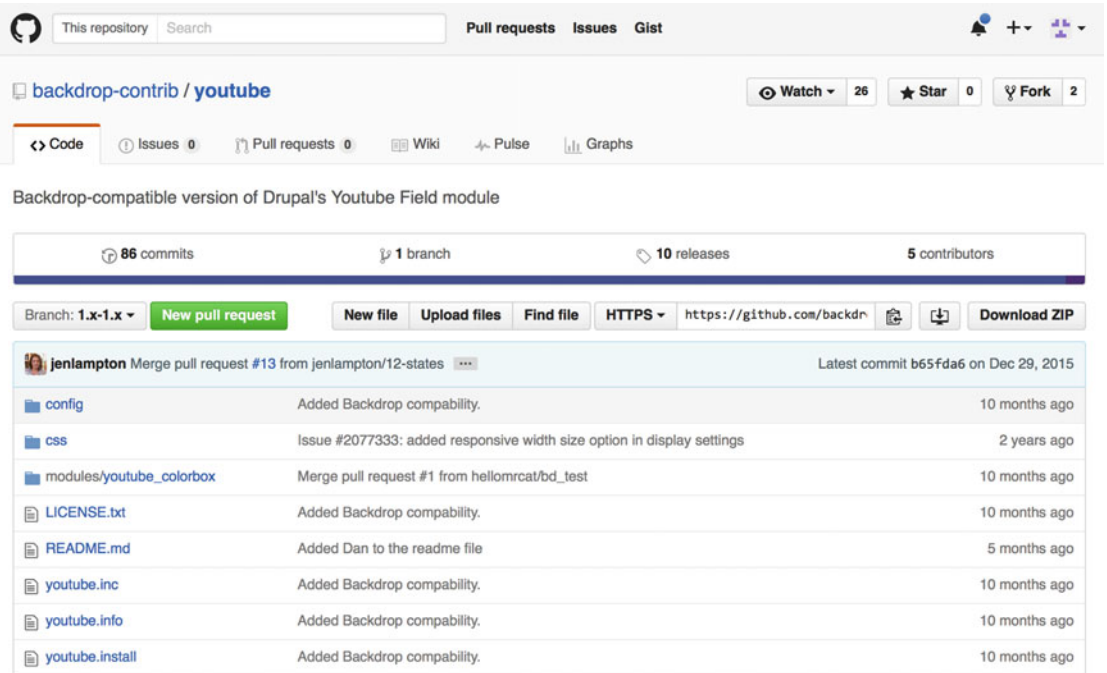 This repository Search Pull requests Issues Gist
backdrop-contrib / youtube Watch 26 Star 0 Fork 2
Code Issues 0 Pull requests 0 Wiki Pulse Graphs
Backdrop-compatible version of Drupal's Youtube Field module
86 commits 1 branch 10 releases 5 contributors
Branch: 1.x-1.x New pull request New file Upload files Find file HTTPS https://github.com/backdr Download ZIP
jenlampton Merge pull request #13 from jenlampton/12-states ... Latest commit b65fda6 on Dec 29, 2015
config Added Backdrop compability. 10 months ago
css Issue #2077333: added responsive width size option in display settings 2 years ago
modules/youtube_colorbox Merge pull request #1 from hellomrcat/bd_test 10 months ago
LICENSE.txt Added Backdrop compability. 10 months ago
README.md Added Dan to the readme file 5 months ago
youtube.inc Added Backdrop compability. 10 months ago
youtube.info Added Backdrop compability. 10 months ago
youtube.install Added Backdrop compability. 10 months ago